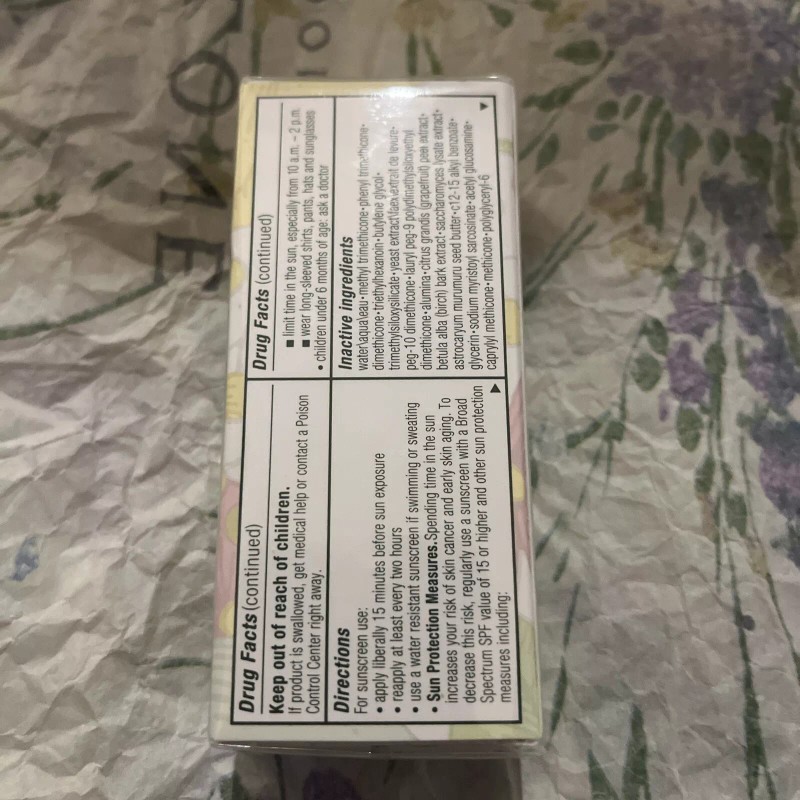 Drug Facts (continued)
Keep out of reach of children.
If product is swallowed, get medical help or contact a Poison
Control Center right away.
Directions
For sunscreen use:
• apply liberally 15 minutes before sun exposure
• reapply at least every two hours
• use a water resistant sunscreen if swimming or sweating
• Sun Protection Measures. Spending time in the sun
increases your risk of skin cancer and early skin aging. To
decrease this risk, regularly use a sunscreen with a Broad
Spectrum SPF value of 15 or higher and other sun protection
measures including:
Drug Facts (continued)
■ limit time in the sun, especially from 10 a.m. – 2 p.m.
■ wear long-sleeved shirts, pants, hats and sunglasses
• children under 6 months of age: ask a doctor
Inactive ingredients
water\aqua\eau•methyl trimethicone•phenyl trimethicone•
dimethicone•triethylhexanoin•butylene glycol•
trimethylsiloxysilicate•yeast extract\faex\extrait de levure•
peg-10 dimethicone•lauryl peg-9 polydimethylsiloxyethyl
dimethicone•alumina•citrus grandis (grapefruit) peel extract•
betula alba (birch) bark extract•saccharomyces lysate extract•
astrocaryum murumuru seed butter•c12-15 alkyl benzoate•
glycerin•sodium myristoyl sarcosinate•acetyl glucosamine•
caprylyl methicone•methicone•polyglyceryl-6